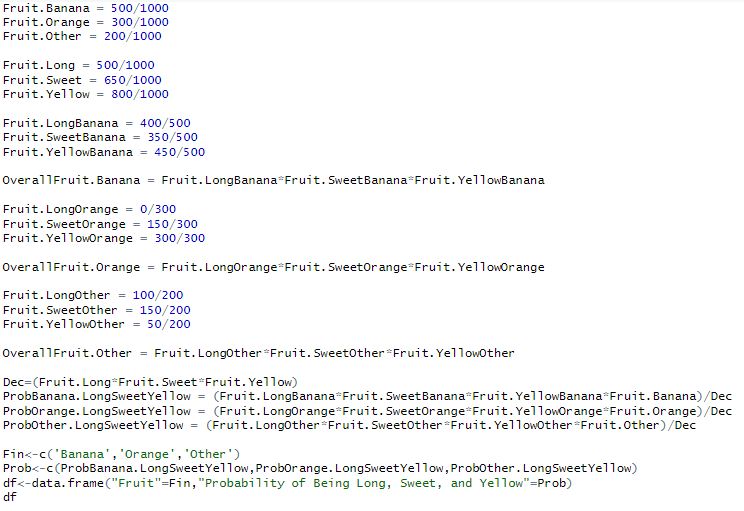 Fruit.Banana = 500/1000
Fruit.Orange = 300/1000
Fruit.Other = 200/1000
Fruit.Long = 500/1000
Fruit.Sweet = 650/1000
Fruit.Yellow = 800/1000
Fruit.LongBanana = 400/500
Fruit.SweetBanana = 350/500
Fruit.YellowBanana = 450/500
OverallFruit.Banana = Fruit.LongBanana*Fruit.SweetBanana*Fruit.YellowBanana
Fruit.LongOrange = 0/300
Fruit.SweetOrange = 150/300
Fruit.YellowOrange = 300/300
OverallFruit.Orange = Fruit.LongOrange*Fruit.SweetOrange*Fruit.YellowOrange
Fruit.LongOther = 100/200
Fruit.SweetOther = 150/200
Fruit.YellowOther = 50/200
OverallFruit.Other = Fruit.LongOther*Fruit.SweetOther*Fruit.YellowOther
Dec=(Fruit.Long*Fruit.Sweet*Fruit.Yellow)
ProbBanana.LongSweetYellow = (Fruit.LongBanana*Fruit.SweetBanana*Fruit.YellowBanana*Fruit.Banana)/Dec
ProbOrange.LongSweetYellow = (Fruit.LongOrange*Fruit.SweetOrange*Fruit.YellowOrange*Fruit.Orange)/Dec
ProbOther.LongSweetYellow = (Fruit.LongOther*Fruit.SweetOther*Fruit.YellowOther*Fruit.Other)/Dec
Fin<-c('Banana','Orange','Other')
Prob<-c(ProbBanana.LongSweetYellow,ProbOrange.LongSweetYellow,ProbOther.LongSweetYellow)
df<-data.frame("Fruit"=Fin,"Probability of Being Long, Sweet, and Yellow"=Prob)
df